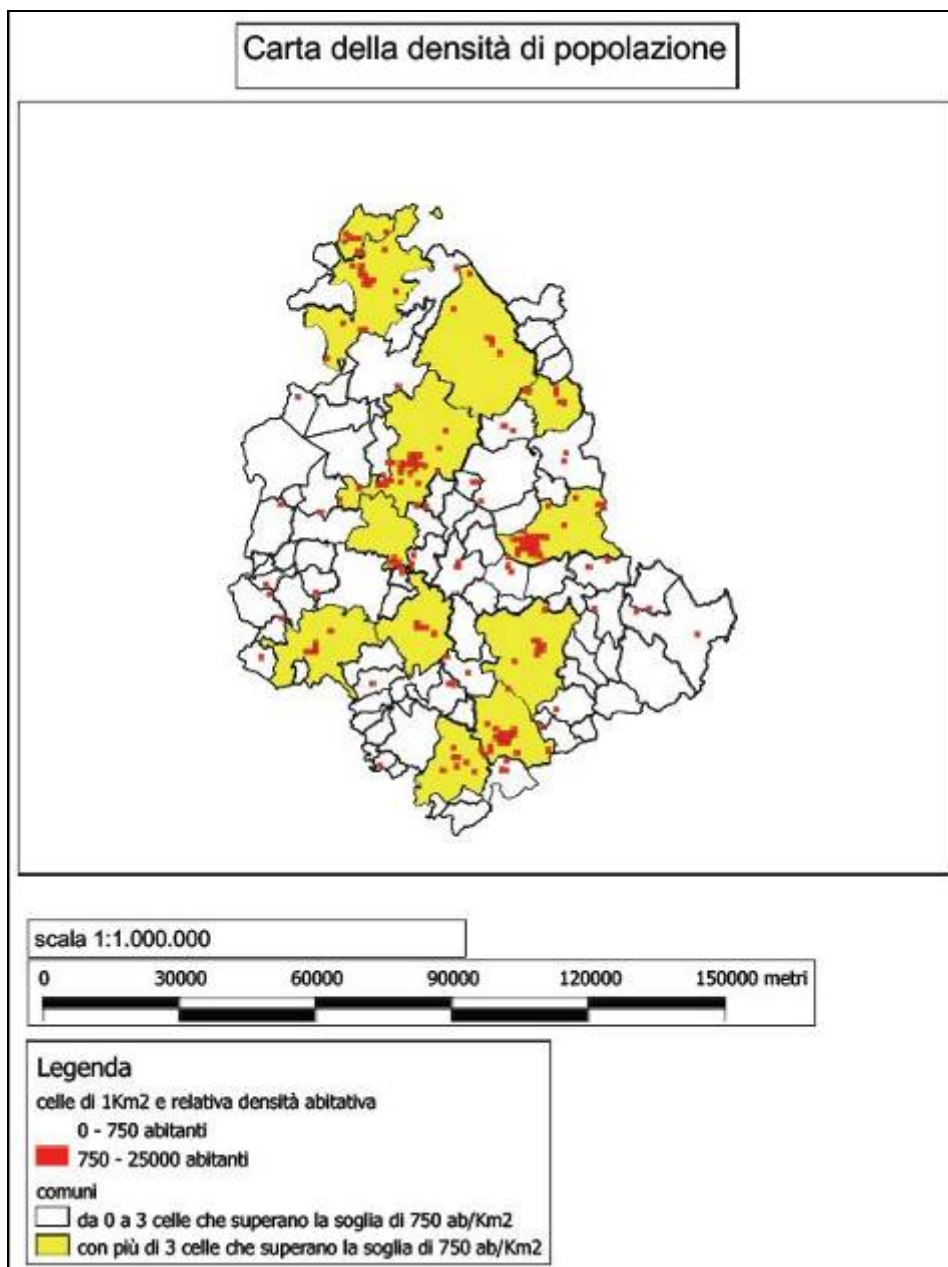 Carta della densità di popolazione
scala 1:1.000.000
0 30000 60000 90000 120000 150000 metri
Legenda
celle di 1Km2 e relativa densità abitativa
0 - 750 abitanti
750 - 25000 abitanti
comuni
da 0 a 3 celle che superano la soglia di 750 ab/Km2
con più di 3 celle che superano la soglia di 750 ab/Km2